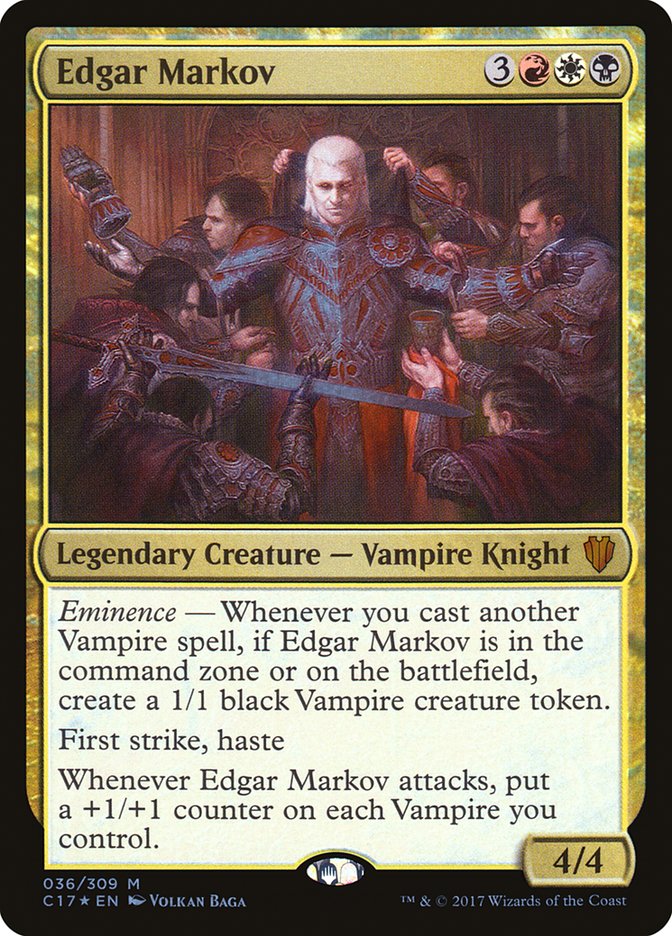 Edgar Markov 3
Legendary Creature — Vampire Knight
Eminence — Whenever you cast another
Vampire spell, if Edgar Markov is in the
command zone or on the battlefield,
create a 1/1 black Vampire creature token.
First strike, haste
Whenever Edgar Markov attacks, put
a +1/+1 counter on each Vampire you
control.
4/4
036/309 M
C17★EN Volkan Baga
™ & © 2017 Wizards of the Coast